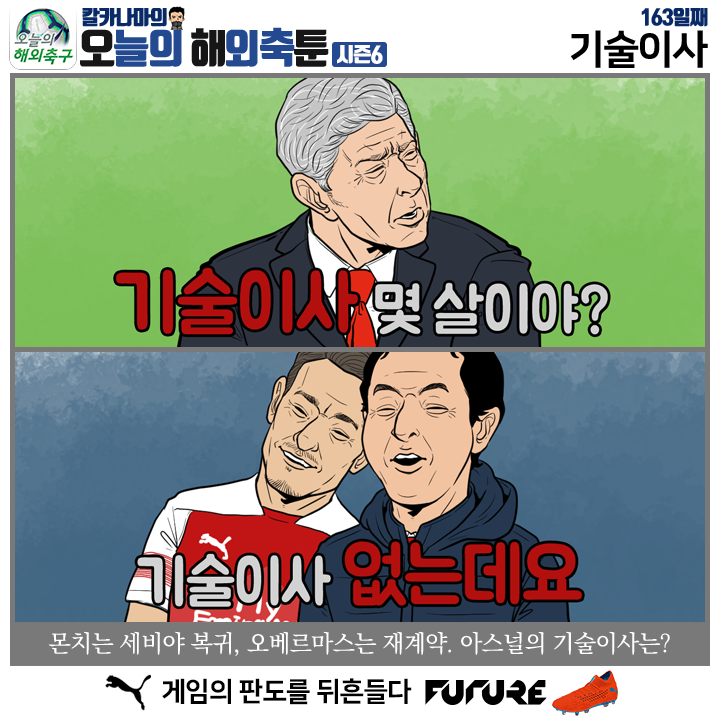 오늘의
해외축구
칼카나마의
오늘의 해외축툰
시즌6
163일째
기술이사
기술이사 몇 살이야?
기술이사 없는데요
몬치는 세비야 복귀, 오베르마스는 재계약. 아스널의 기술이사는?
게임의 판도를 뒤흔들다 FUTURE